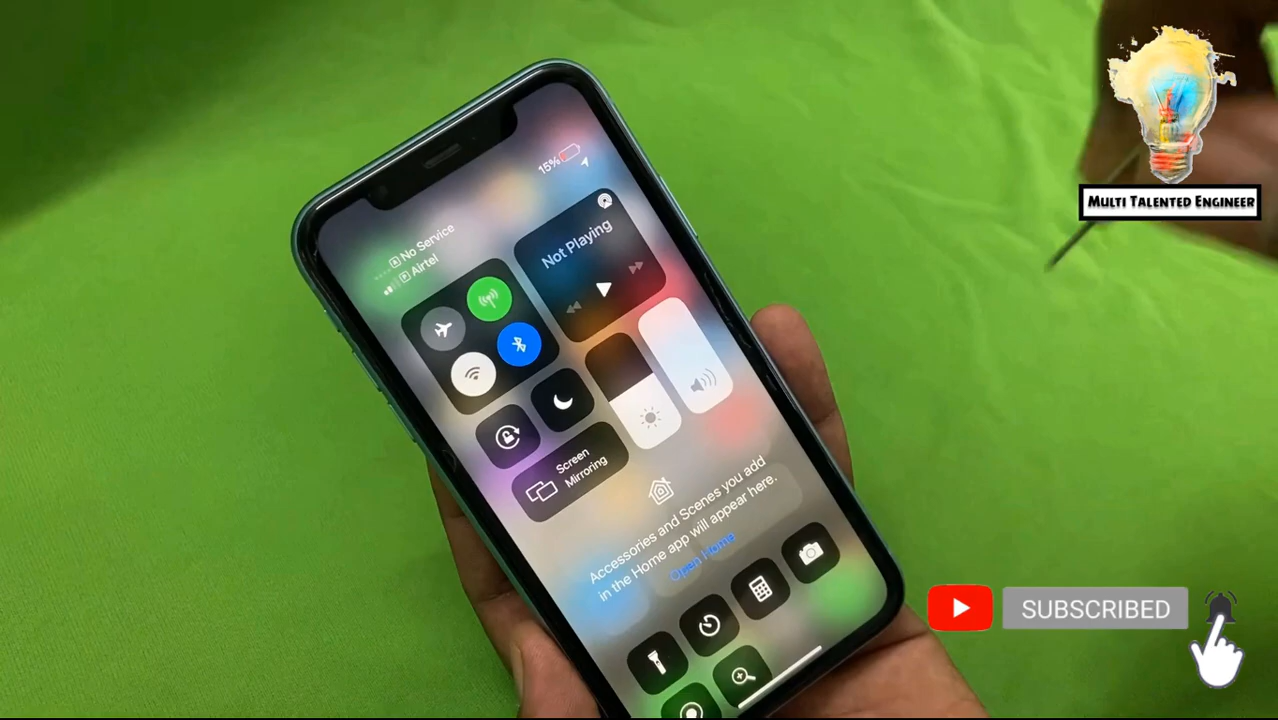 MULTI TALENTED ENGINEER
15%
S No Service
P Airtel
Not Playing
Screen
Mirroring
Accessories and Scenes you add
in the Home app will appear here.
Open Home
SUBSCRIBED